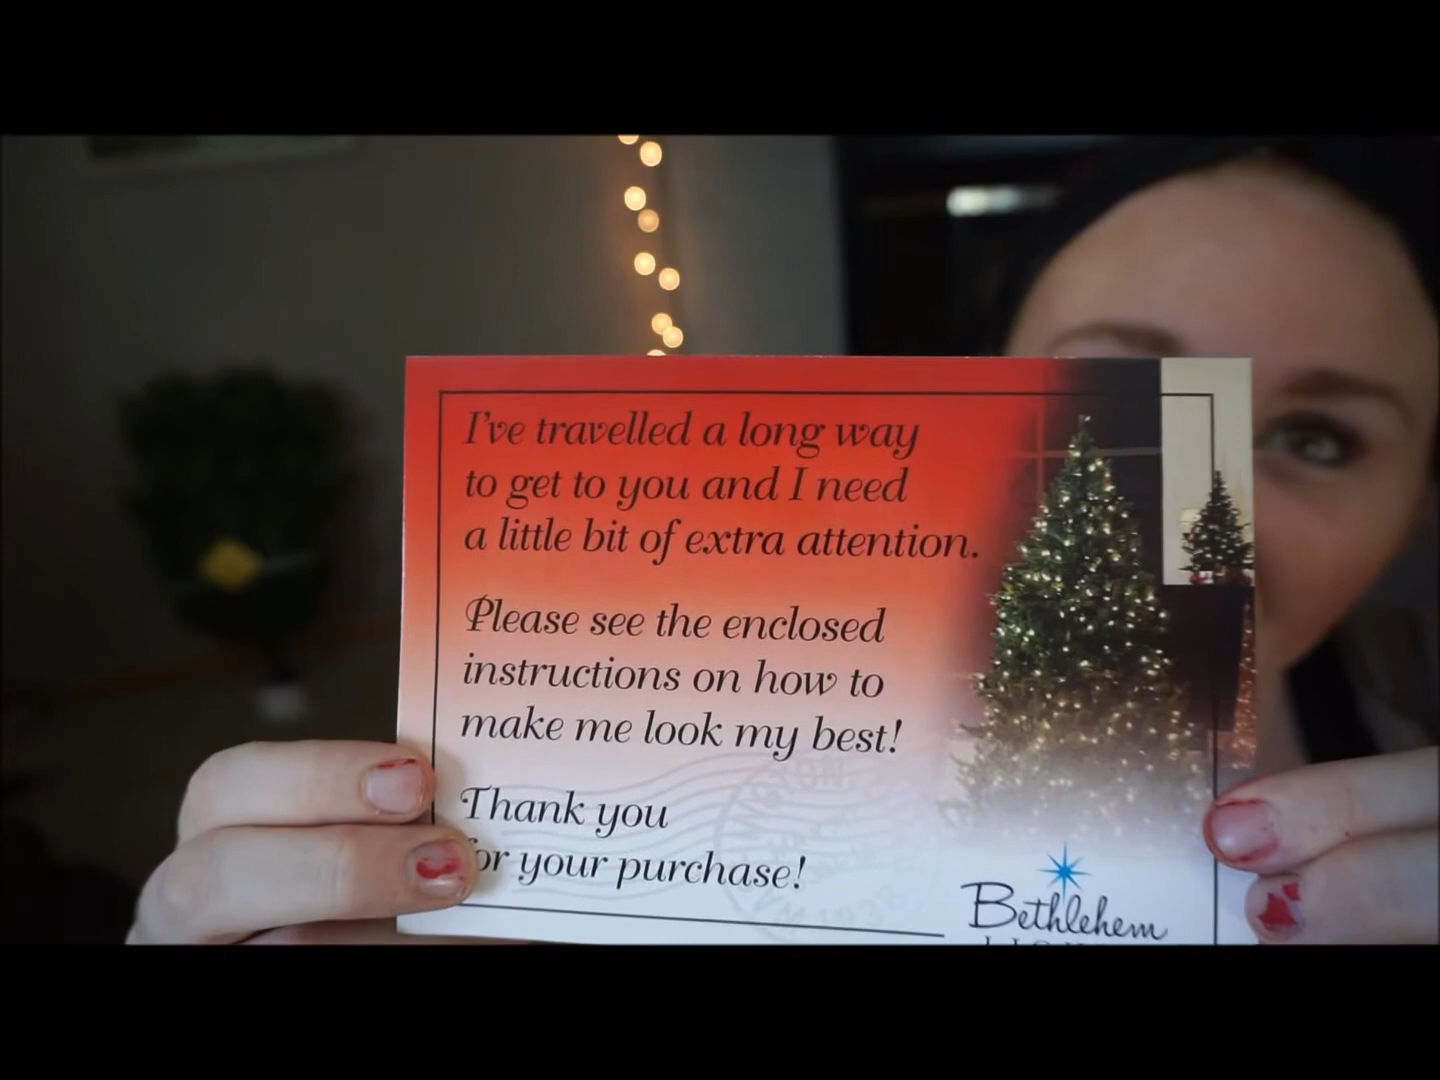 I've travelled a long way
to get to you and I need
a little bit of extra attention.
Please see the enclosed
instructions on how to
make me look my best!
Thank you
for your purchase!
Bethlehem